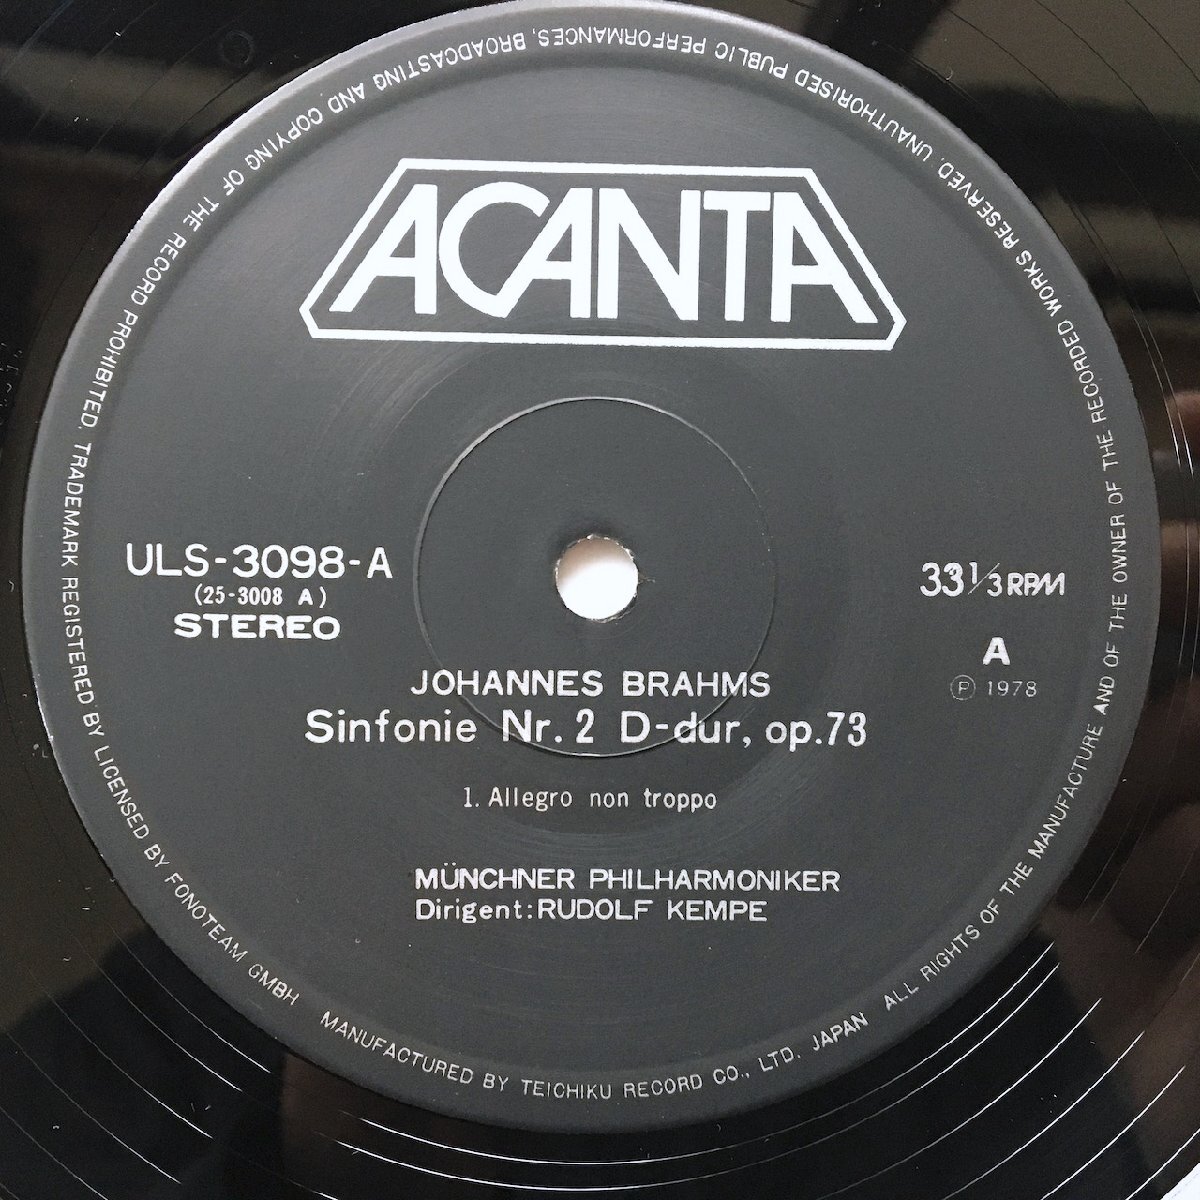 ACANTA
ULS-3098-A
(25-3008 A)
STEREO
33 1/3 RPM
A
Ⓟ 1978
JOHANNES BRAHMS
Sinfonie Nr. 2 D-dur, op.73
1. Allegro non troppo
MÜNCHNER PHILHARMONIKER
Dirigent: RUDOLF KEMPE
ALL RIGHTS OF THE MANUFACTURE AND OF THE OWNER OF THE RECORDED WORKS RESERVED. UNAUTHORISED PUBLIC PERFORMANCES, BROADCASTING AND COPYING OF THE RECORD PROHIBITED. TRADEMARK REGISTERED BY LICENSED BY FONOTEAM GMBH
MANUFACTURED BY TEICHIKU RECORD CO., LTD. JAPAN